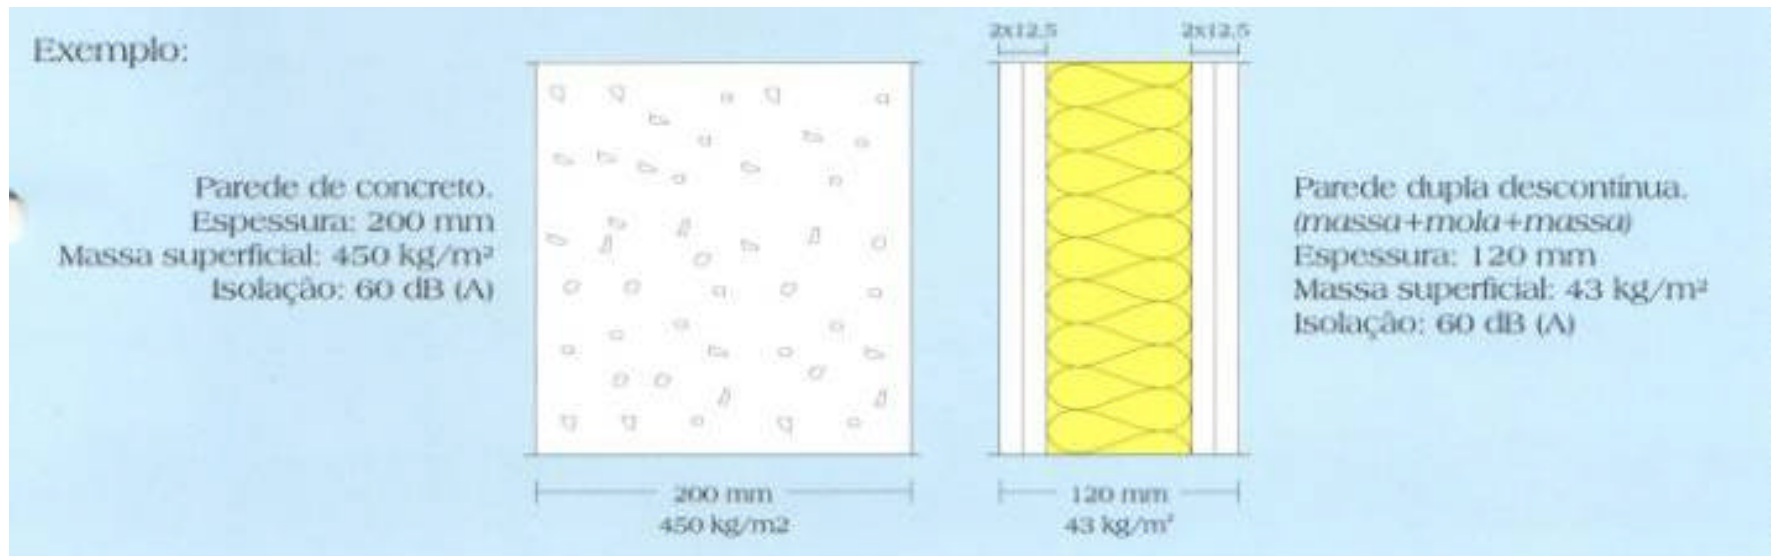 Exemplo:
Parede de concreto.
Espessura: 200 mm
Massa superficial: 450 kg/m²
Isolação: 60 dB (A)
200 mm
450 kg/m2
2x12,5
2x12,5
120 mm
43 kg/m²
Parede dupla descontínua.
(massa+mola+massa)
Espessura: 120 mm
Massa superficial: 43 kg/m²
Isolação: 60 dB (A)